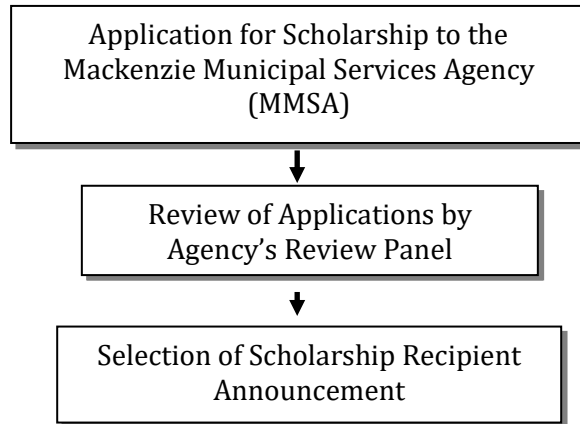 Application for Scholarship to the
Mackenzie Municipal Services Agency
(MMSA)
Review of Applications by
Agency’s Review Panel
Selection of Scholarship Recipient
Announcement